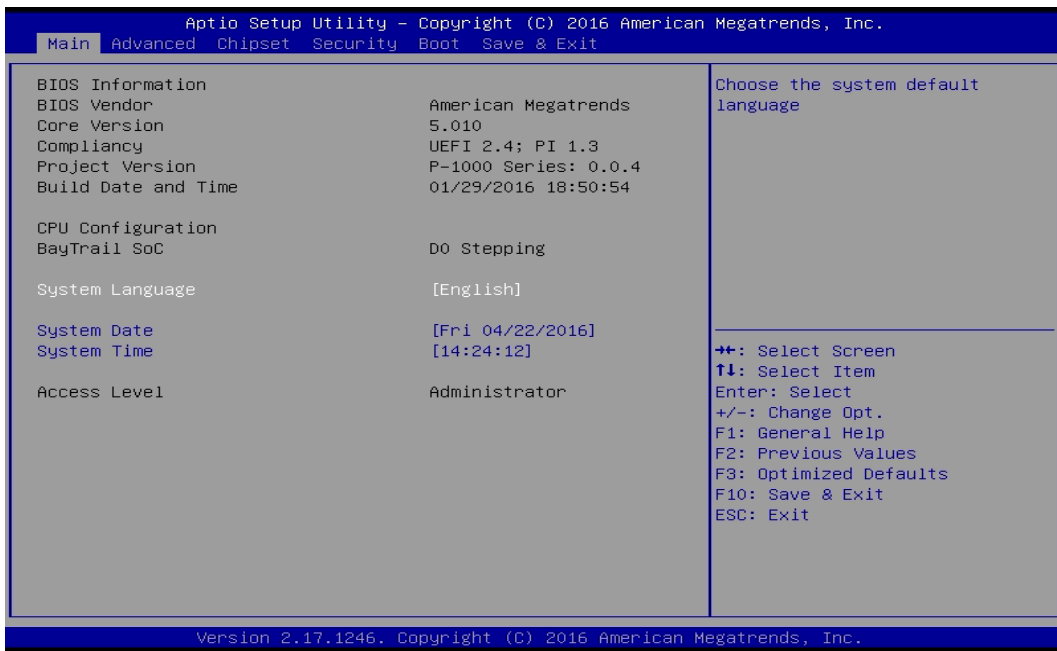 Aptio Setup Utility – Copyright (C) 2016 American Megatrends, Inc.
Main Advanced Chipset Security Boot Save & Exit
BIOS Information
BIOS Vendor American Megatrends
Core Version 5.010
Compliancy UEFI 2.4; PI 1.3
Project Version P-1000 Series: 0.0.4
Build Date and Time 01/29/2016 18:50:54
CPU Configuration
BayTrail SoC D0 Stepping
System Language [English]
System Date [Fri 04/22/2016]
System Time [14:24:12]
Access Level Administrator
Choose the system default
language
→←: Select Screen
↑↓: Select Item
Enter: Select
+/-: Change Opt.
F1: General Help
F2: Previous Values
F3: Optimized Defaults
F10: Save & Exit
ESC: Exit
Version 2.17.1246. Copyright (C) 2016 American Megatrends, Inc.